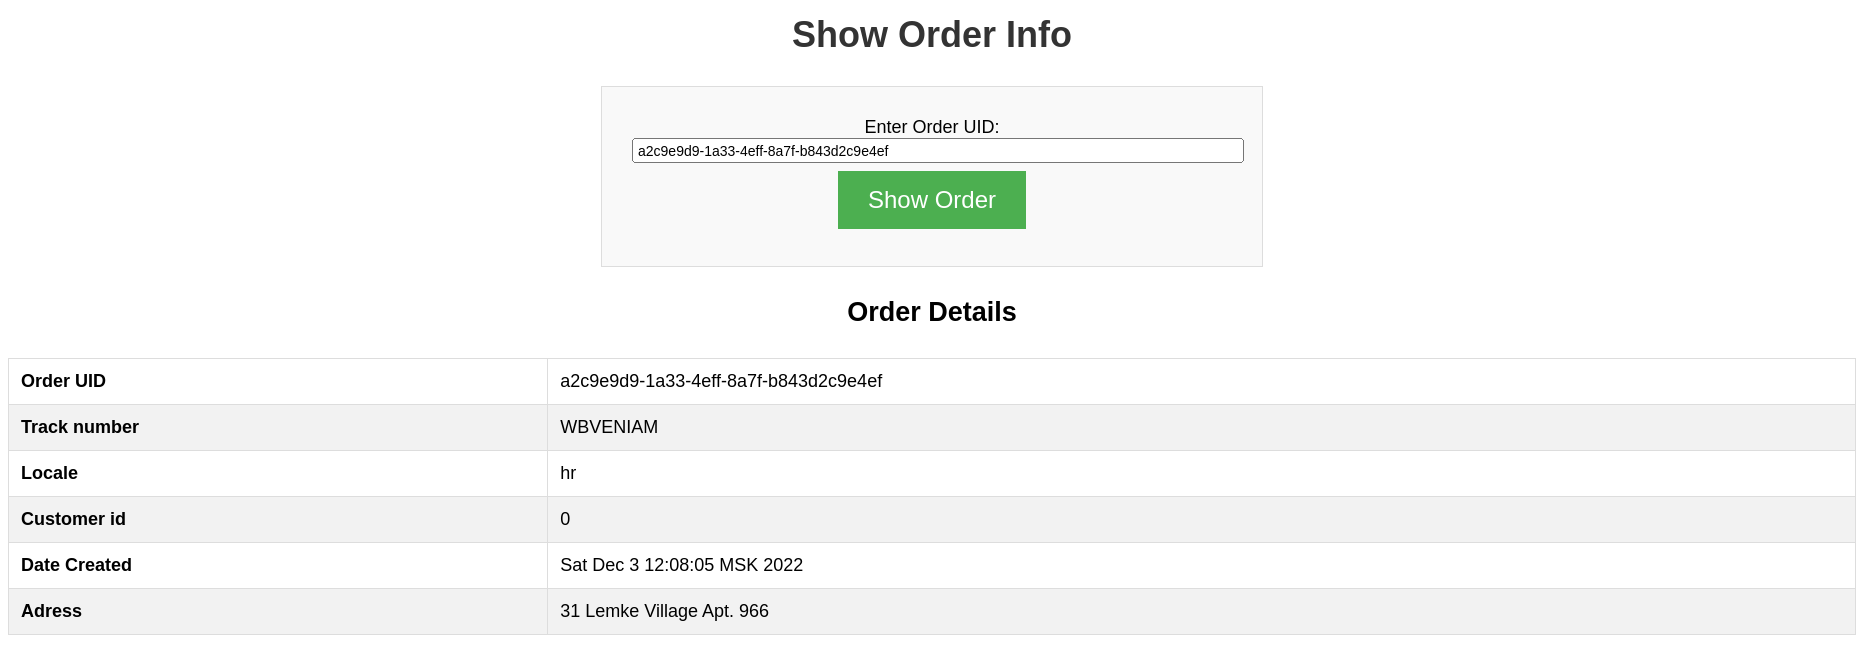 Show Order Info
Enter Order UID:
a2c9e9d9-1a33-4eff-8a7f-b843d2c9e4ef
Show Order
Order Details
Order UID a2c9e9d9-1a33-4eff-8a7f-b843d2c9e4ef
Track number WBVENIAM
Locale hr
Customer id 0
Date Created Sat Dec 3 12:08:05 MSK 2022
Adress 31 Lemke Village Apt. 966